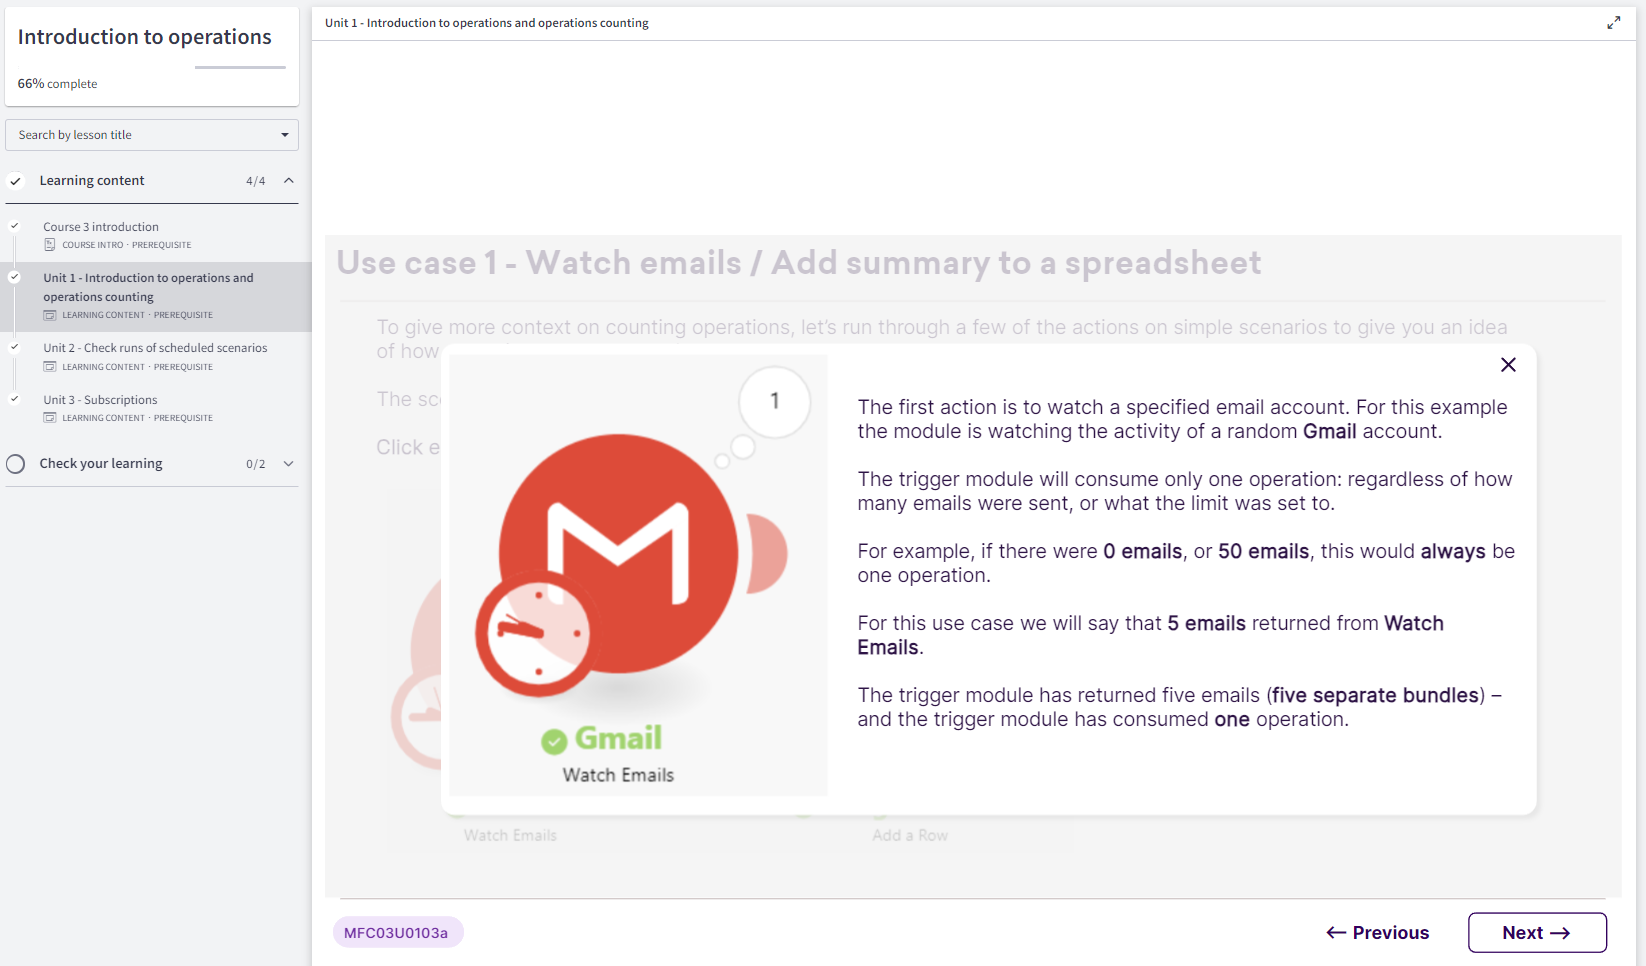 Introduction to operations
66% complete
Search by lesson title
Learning content 4/4
Course 3 introduction
COURSE INTRO · PREREQUISITE
Unit 1 - Introduction to operations and
operations counting
LEARNING CONTENT · PREREQUISITE
Unit 2 - Check runs of scheduled scenarios
LEARNING CONTENT · PREREQUISITE
Unit 3 - Subscriptions
LEARNING CONTENT · PREREQUISITE
Check your learning 0/2
Unit 1 - Introduction to operations and operations counting
Use case 1 - Watch emails / Add summary to a spreadsheet
To give more context on counting operations, let’s run through a few of the actions on simple scenarios to give you an idea
of how
The
Click
1
Gmail
Watch Emails
The first action is to watch a specified email account. For this example
the module is watching the activity of a random Gmail account.
The trigger module will consume only one operation: regardless of how
many emails were sent, or what the limit was set to.
For example, if there were 0 emails, or 50 emails, this would always be
one operation.
For this use case we will say that 5 emails returned from Watch
Emails.
The trigger module has returned five emails (five separate bundles) –
and the trigger module has consumed one operation.
Watch Emails
Add a Row
MFC03U0103a
← Previous
Next →